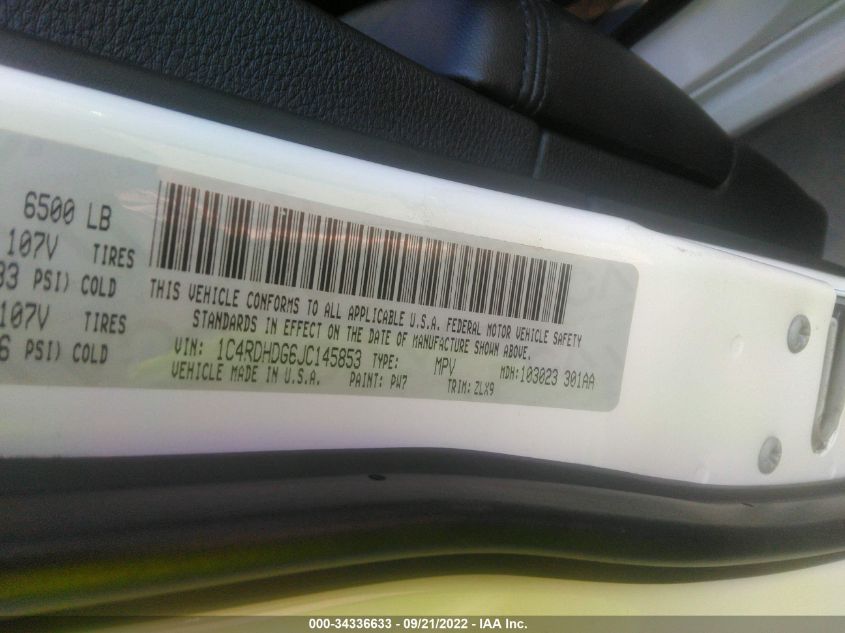 6500 LB
107V TIRES
33 PSI) COLD
107V TIRES
6 PSI) COLD
THIS VEHICLE CONFORMS TO ALL APPLICABLE U.S.A. FEDERAL MOTOR VEHICLE SAFETY
STANDARDS IN EFFECT ON THE DATE OF MANUFACTURE SHOWN ABOVE.
VIN: 1C4RDHDG6JC145853 TYPE: MPV MDH:103023 301AA
VEHICLE MADE IN U.S.A. PAINT: PW7 TRIM: ZLX9
000-34336633 - 09/21/2022 - IAA Inc.